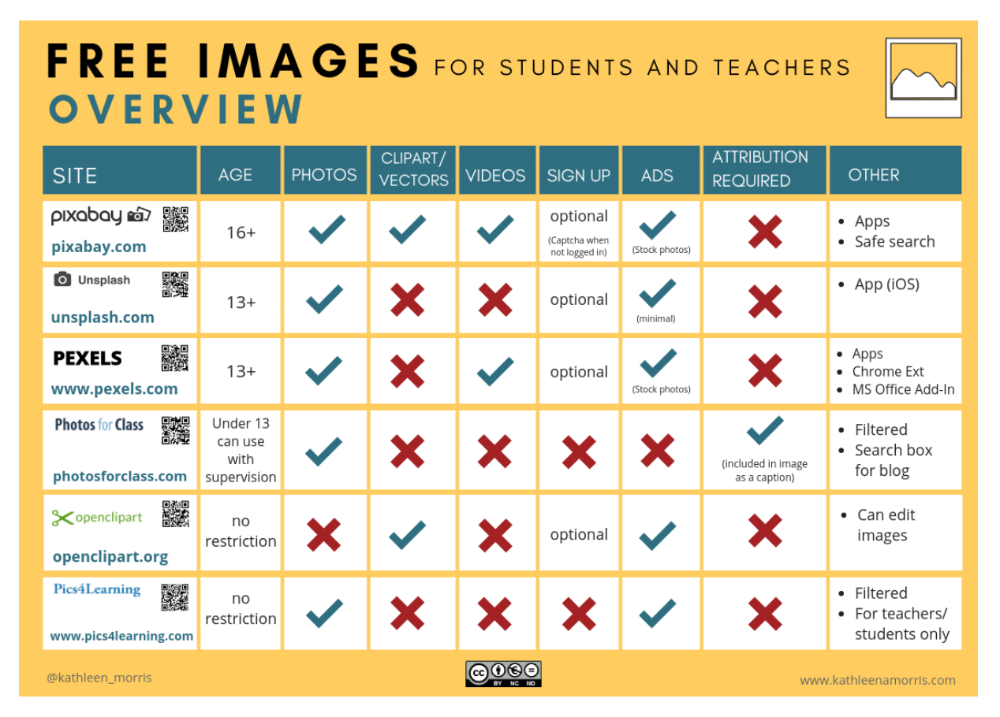 FREE IMAGES FOR STUDENTS AND TEACHERS
OVERVIEW
SITE
AGE
PHOTOS
CLIPART/
VECTORS
VIDEOS
SIGN UP
ADS
ATTRIBUTION
REQUIRED
OTHER
pixabay
pixabay.com
16+
optional
(Captcha when
not logged in)
(Stock photos)
• Apps
• Safe search
Unsplash
unsplash.com
13+
optional
(minimal)
• App (iOS)
PEXELS
www.pexels.com
13+
optional
(Stock photos)
• Apps
• Chrome Ext
• MS Office Add-In
Photos for Class
photosforclass.com
Under 13
can use
with
supervision
(included in image
as a caption)
• Filtered
• Search box
for blog
openclipart
openclipart.org
no
restriction
optional
• Can edit
images
Pics4Learning
www.pics4learning.com
no
restriction
• Filtered
• For teachers/
students only
@kathleen_morris
cc
BY NC ND
www.kathleenamorris.com